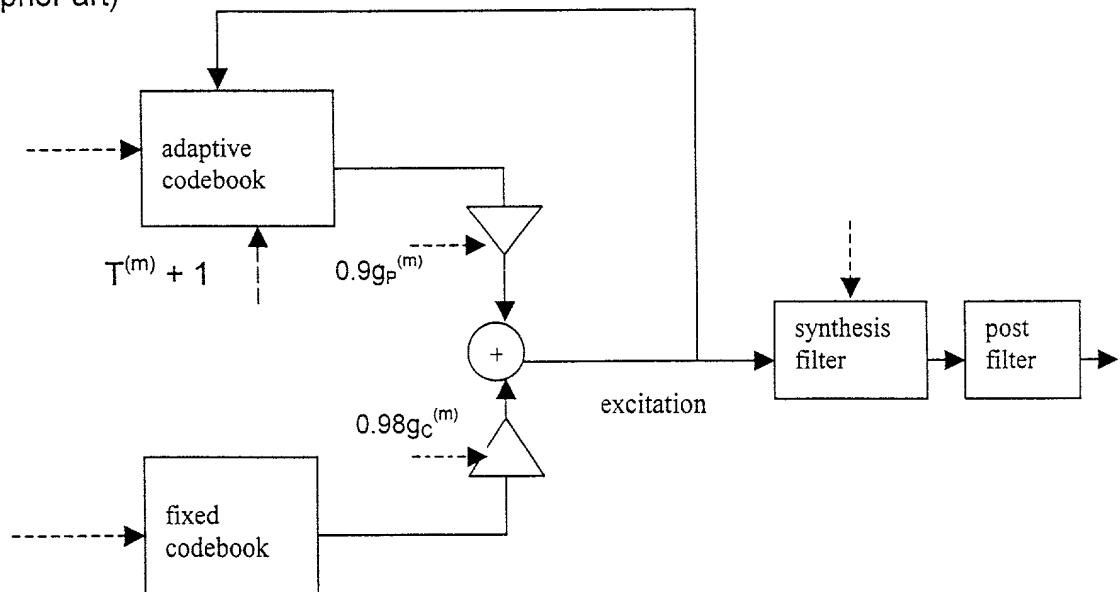 prior art)
adaptive
codebook
T^(m) + 1
0.9g_P^(m)
+
synthesis
filter
post
filter
excitation
0.98g_C^(m)
fixed
codebook